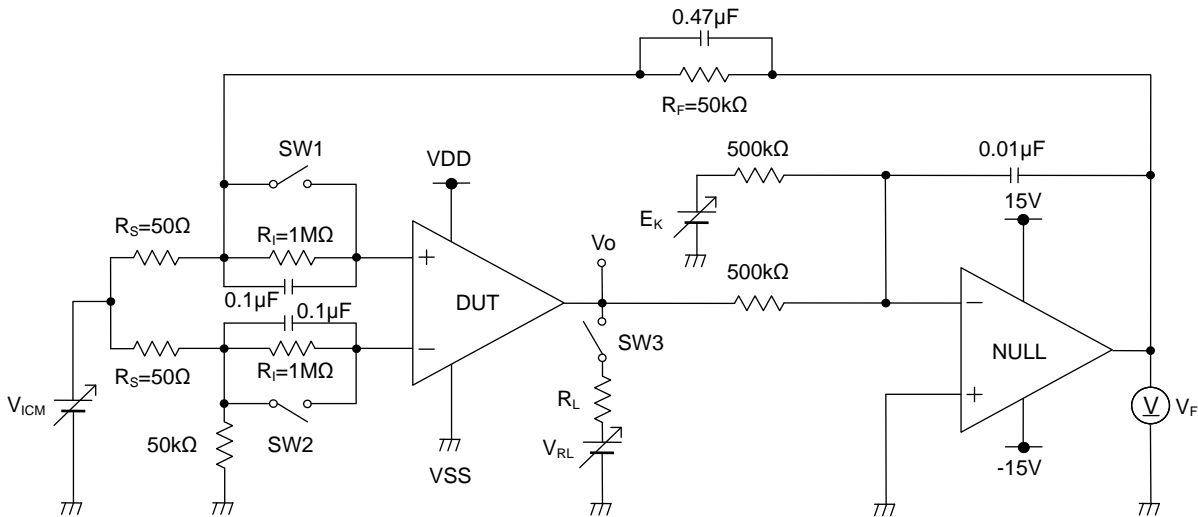 0.47µF
RF=50kΩ
SW1
VDD
500kΩ
0.01µF
15V
EK
RS=50Ω
RI=1MΩ
Vo
+
0.1µF
500kΩ
0.1µF
DUT
−
SW3
−
NULL
RS=50Ω
RI=1MΩ
VICM
RL
+
V
VF
50kΩ
SW2
VRL
VSS
-15V